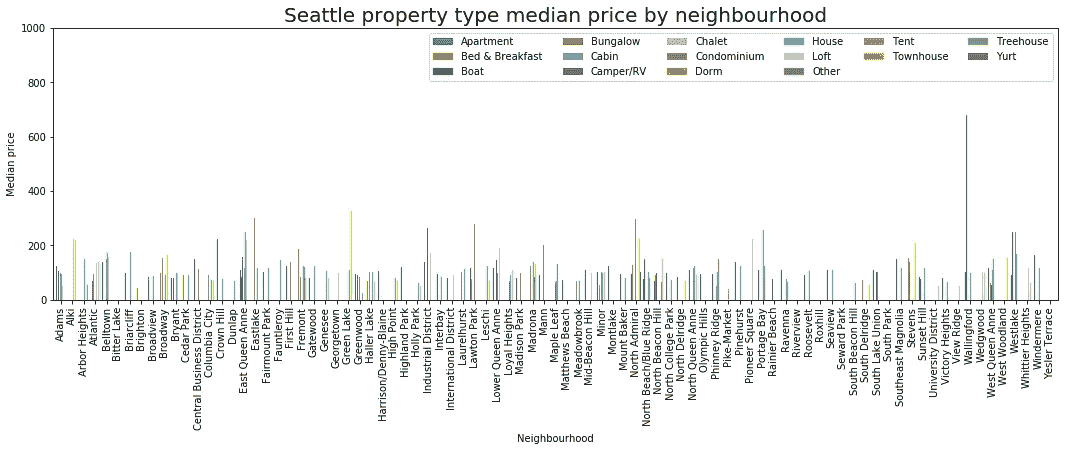 Seattle property type median price by neighbourhood
1000
800
600
400
200
0
Median price
Apartment
Bed & Breakfast
Boat
Bungalow
Cabin
Camper/RV
Chalet
Condominium
Dorm
House
Loft
Other
Tent
Townhouse
Treehouse
Yurt
Adams
Alki
Arbor Heights
Atlantic
Belltown
Bitter Lake
Briarcliff
Brighton
Broadview
Broadway
Bryant
Cedar Park
Central Business District
Columbia City
Crown Hill
Dunlap
East Queen Anne
Eastlake
Fairmount Park
Fauntleroy
First Hill
Fremont
Gatewood
Genesee
Georgetown
Green Lake
Greenwood
Haller Lake
Harrison/Denny-Blaine
High Point
Highland Park
Holly Park
Industrial District
Interbay
International District
Laurelhurst
Lawton Park
Leschi
Lower Queen Anne
Loyal Heights
Madison Park
Madrona
Mann
Maple Leaf
Matthews Beach
Meadowbrook
Mid-Beacon Hill
Minor
Montlake
Mount Baker
North Admiral
North Beach/Blue Ridge
North Beacon Hill
North College Park
North Delridge
North Queen Anne
Olympic Hills
Phinney Ridge
Pike-Market
Pinehurst
Pioneer Square
Portage Bay
Rainier Beach
Ravenna
Riverview
Roosevelt
Roxhill
Seaview
Seward Park
South Beacon Hill
South Delridge
South Lake Union
South Park
Southeast Magnolia
Stevens
Sunset Hill
University District
Victory Heights
View Ridge
Wallingford
Wedgwood
West Queen Anne
West Woodland
Westlake
Whittier Heights
Windermere
Yesler Terrace
Neighbourhood